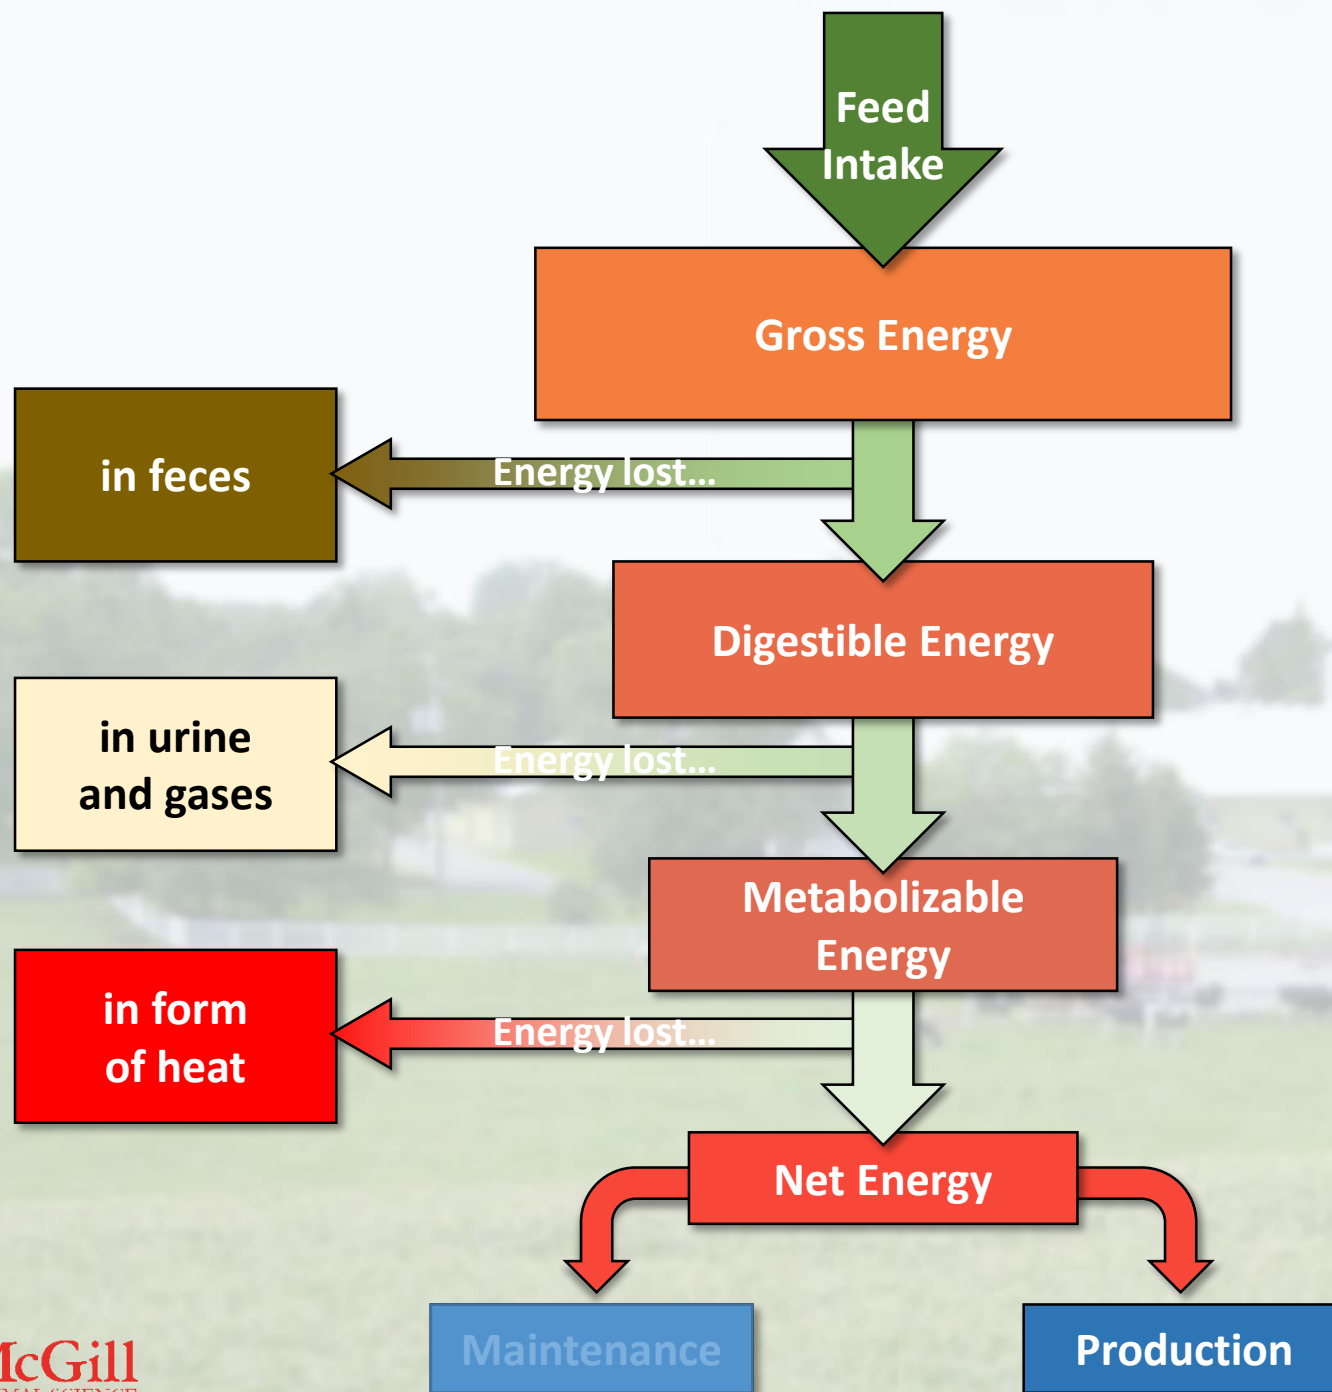 Feed
Intake
Gross Energy
in feces
Energy lost...
Digestible Energy
in urine
and gases
Energy lost...
Metabolizable
Energy
in form
of heat
Energy lost...
Net Energy
Maintenance
Production
McGill